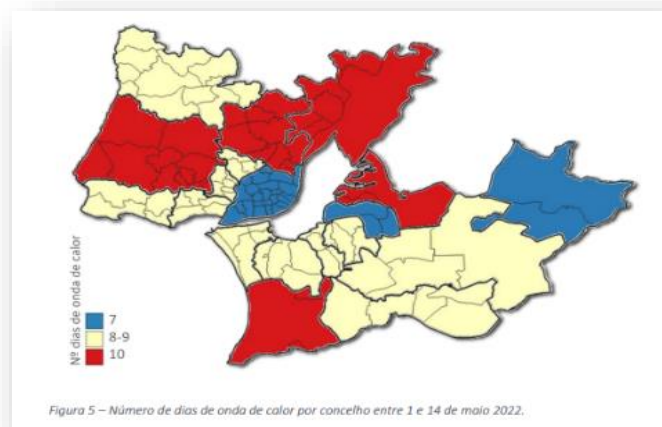 Nº dias de onda de calor
7
8-9
10
Figura 5 – Número de dias de onda de calor por concelho entre 1 e 14 de maio 2022.